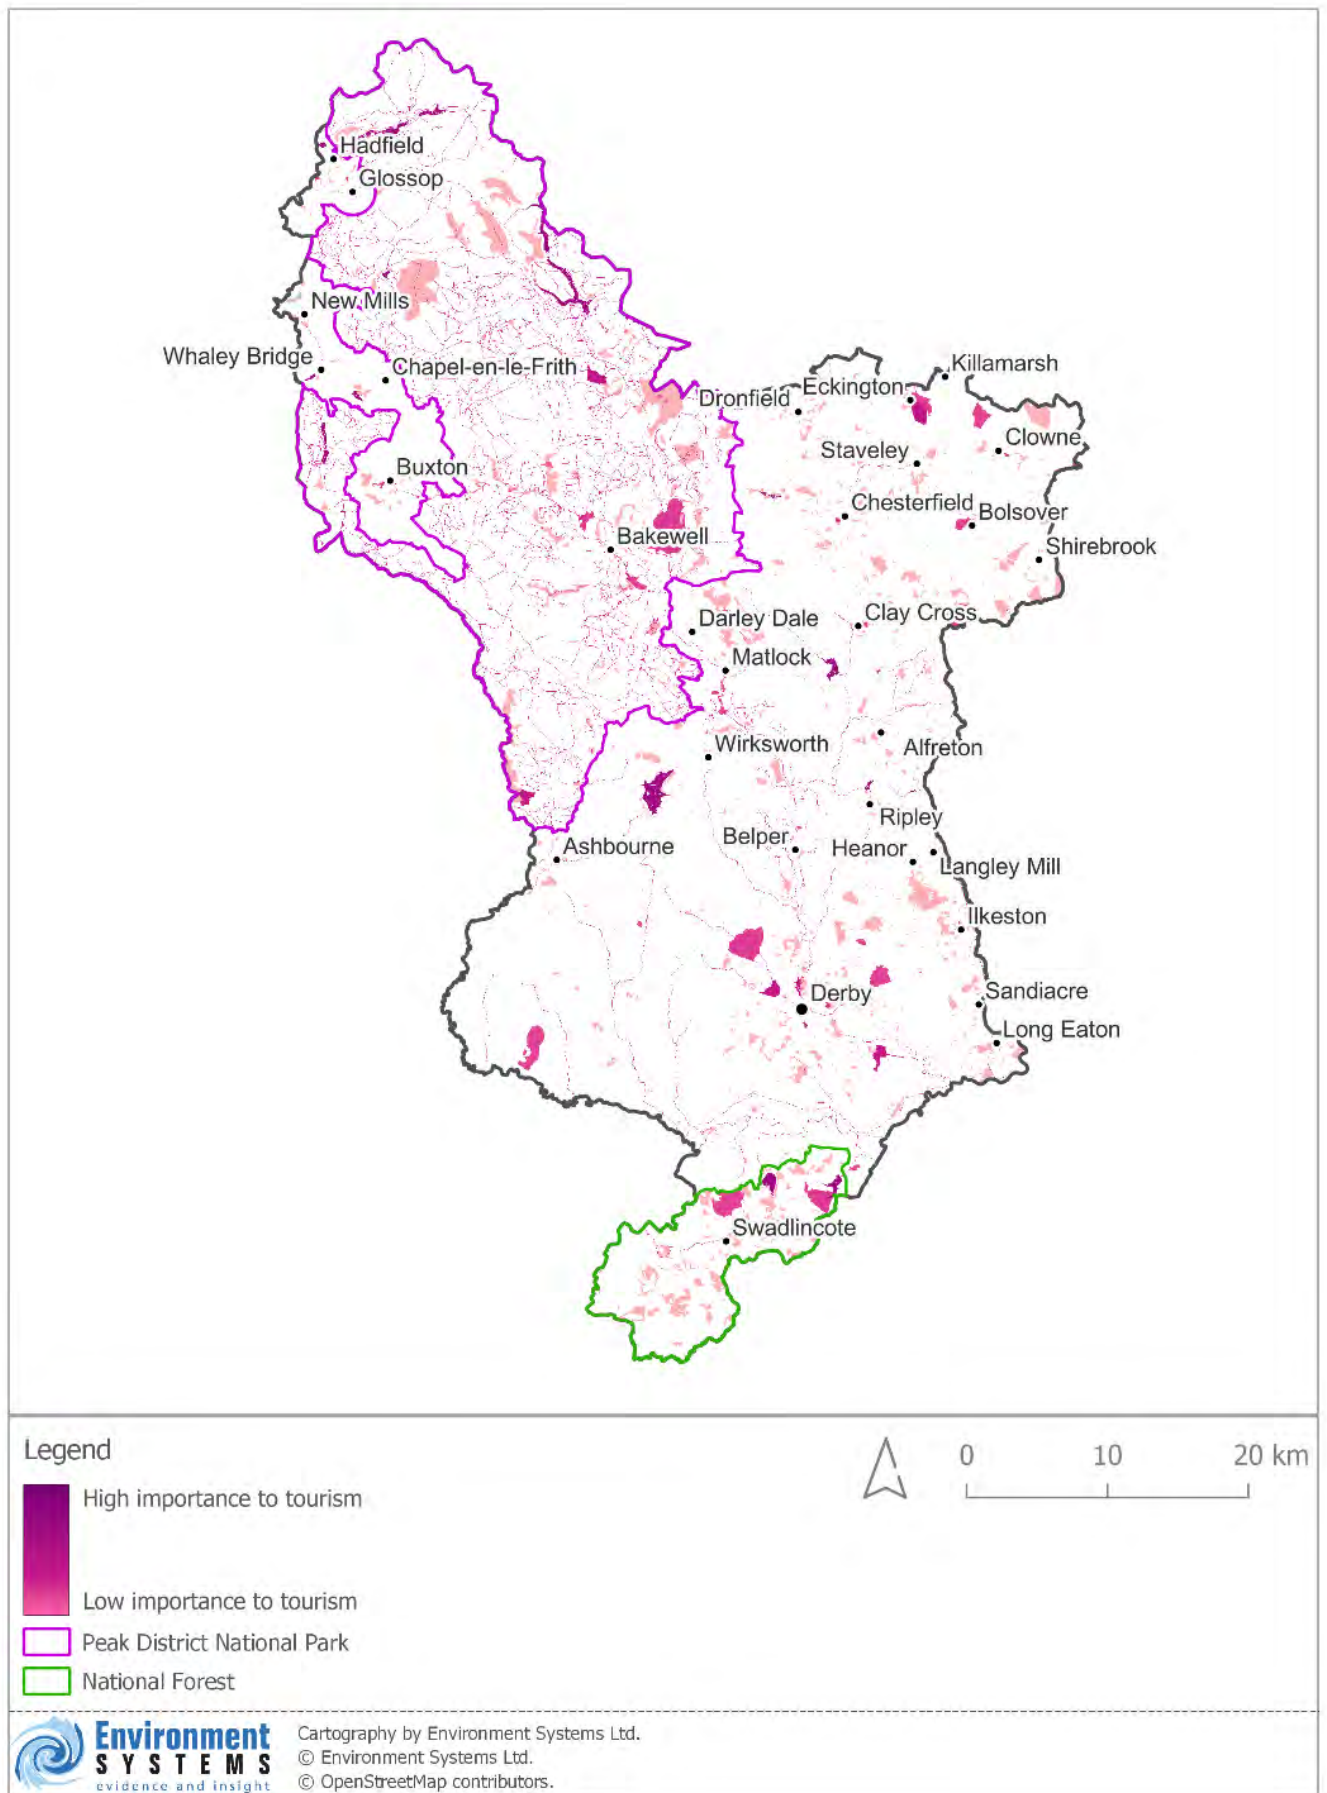 Hadfield
Glossop
New Mills
Whaley Bridge
Chapel-en-le-Frith
Killamarsh
Dronfield
Eckington
Clowne
Staveley
Buxton
Chesterfield
Bolsover
Bakewell
Shirebrook
Darley Dale
Clay Cross
Matlock
Wirksworth
Alfreton
Ripley
Belper
Heanor
Ashbourne
Langley Mill
Ilkeston
Derby
Sandiacre
Long Eaton
Swadlincote
Legend
0 10 20 km
High importance to tourism
Low importance to tourism
Peak District National Park
National Forest
Environment
SYSTEMS
evidence and insight
Cartography by Environment Systems Ltd.
© Environment Systems Ltd.
© OpenStreetMap contributors.